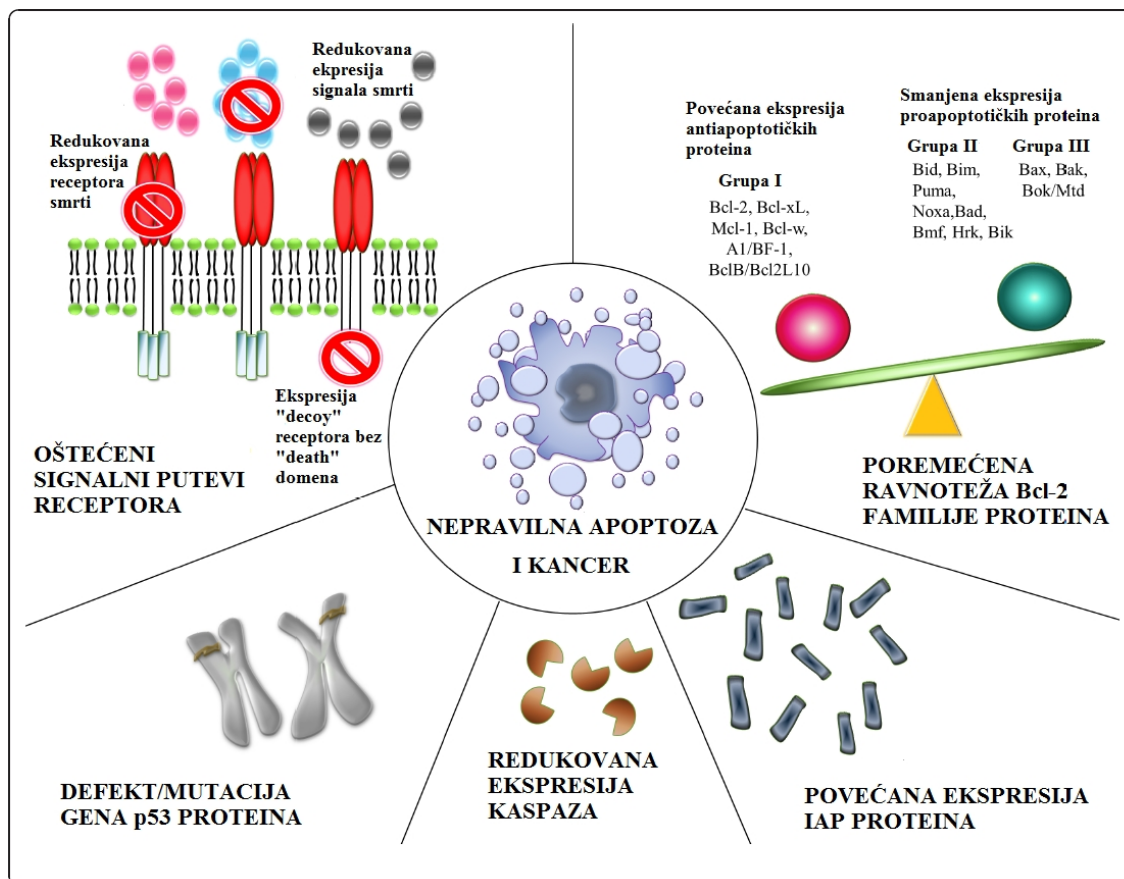 Redukovana
ekpresija
signala smrti
Redukovana
ekspresija
receptora
smrti
Ekspresija
"decoy"
receptora bez
"death"
domena
OŠTEĆENI
SIGNALNI PUTEVI
RECEPTORA
Povećana ekspresija
antiapoptotičkih
proteina
Grupa I
Bcl-2, Bcl-xL,
Mcl-1, Bcl-w,
A1/BF-1,
BclB/Bcl2L10
Smanjena ekspresija
proapoptotičkih proteina
Grupa II
Bid, Bim,
Puma,
Noxa,Bad,
Bmf, Hrk, Bik
Grupa III
Bax, Bak,
Bok/Mtd
POREMEĆENA
RAVNOTEŽA Bcl-2
FAMILIJE PROTEINA
NEPRAVILNA APOPTOZA
I KANCER
DEFEKT/MUTACIJA
GENA p53 PROTEINA
REDUKOVANA
EKSPRESIJA
KASPAZA
POVEĆANA EKSPRESIJA
IAP PROTEINA